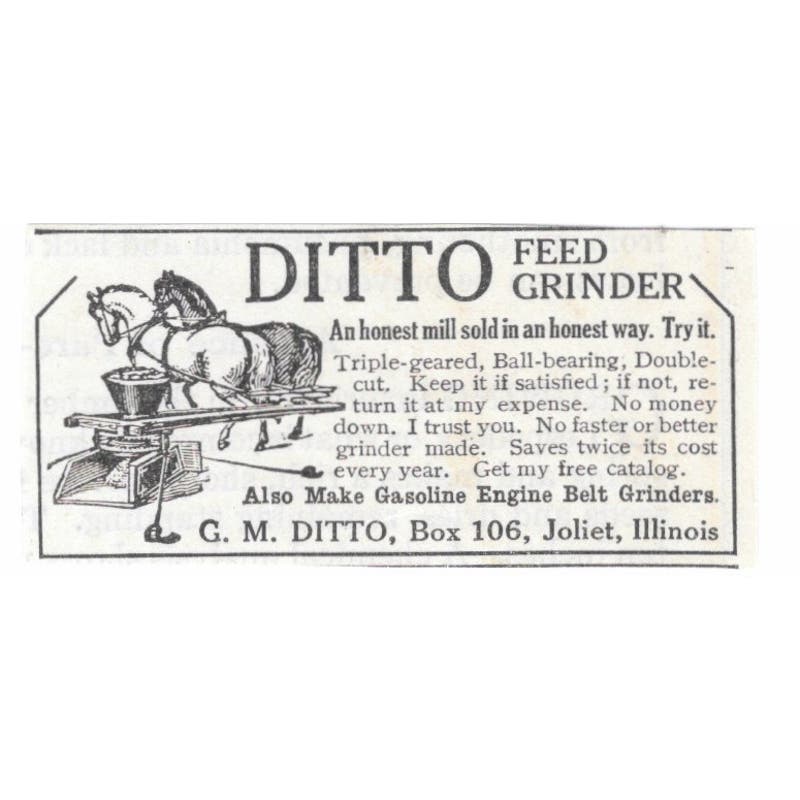 DITTO FEED GRINDER
An honest mill sold in an honest way. Try it.
Triple-geared, Ball-bearing, Double-
cut. Keep it if satisfied; if not, re-
turn it at my expense. No money
down. I trust you. No faster or better
grinder made. Saves twice its cost
every year. Get my free catalog.
Also Make Gasoline Engine Belt Grinders.
G. M. DITTO, Box 106, Joliet, Illinois